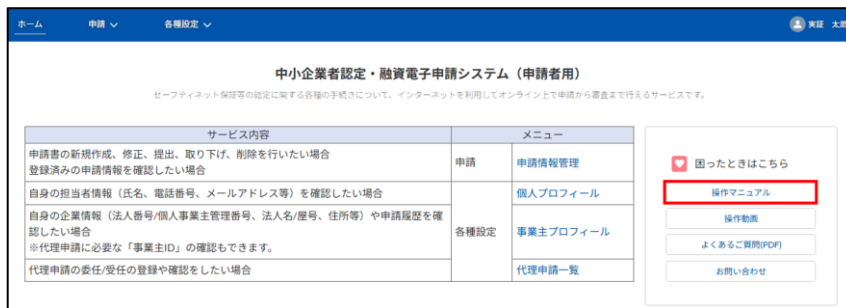 ホーム 申請 各種設定 実証 太郎
中小企業者認定・融資電子申請システム（申請者用）
セーフティネット保証等の認定に関する各種の手続きについて、インターネットを利用してオンライン上で申請から審査まで行えるサービスです。
サービス内容 メニュー
申請書の新規作成、修正、提出、取り下げ、削除を行いたい場合
登録済みの申請情報を確認したい場合
申請 申請情報管理
自身の担当者情報（氏名、電話番号、メールアドレス等）を確認したい場合
個人プロフィール
自身の企業情報（法人番号/個人事業主管理番号、法人名/屋号、住所等）や申請履歴を確
認したい場合
※代理申請に必要な「事業主ID」の確認もできます。
各種設定 事業主プロフィール
代理申請の委任/受任の登録や確認をしたい場合
代理申請一覧
困ったときはこちら
操作マニュアル
操作動画
よくあるご質問(PDF)
お問い合わせ